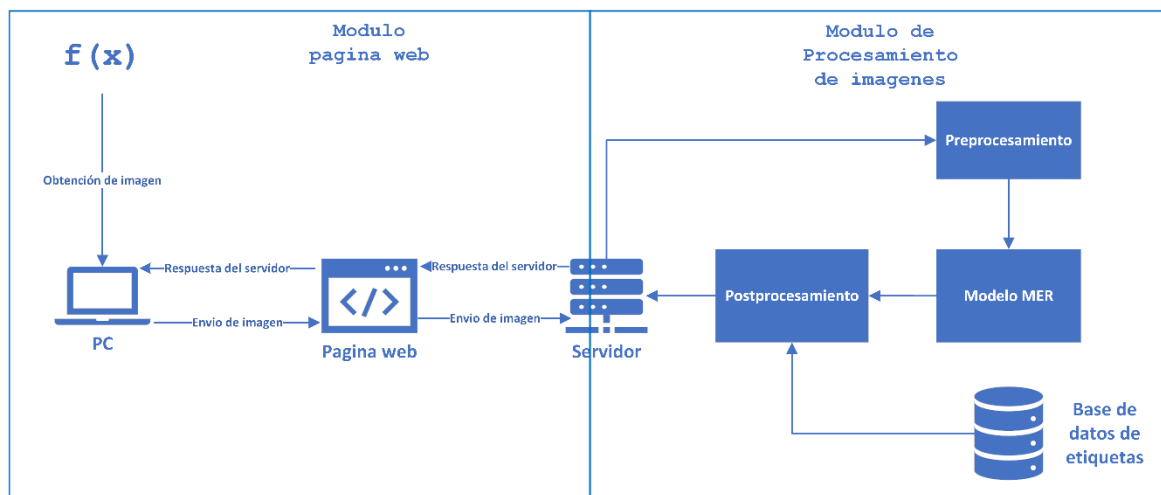 Modulo
pagina web
f(x)
Obtención de imagen
Respuesta del servidor
Envio de imagen
PC
Pagina web
Respuesta del servidor
Envio de imagen
Servidor
Modulo de
Procesamiento
de imagenes
Preprocesamiento
Modelo MER
Postprocesamiento
Base de
datos de
etiquetas